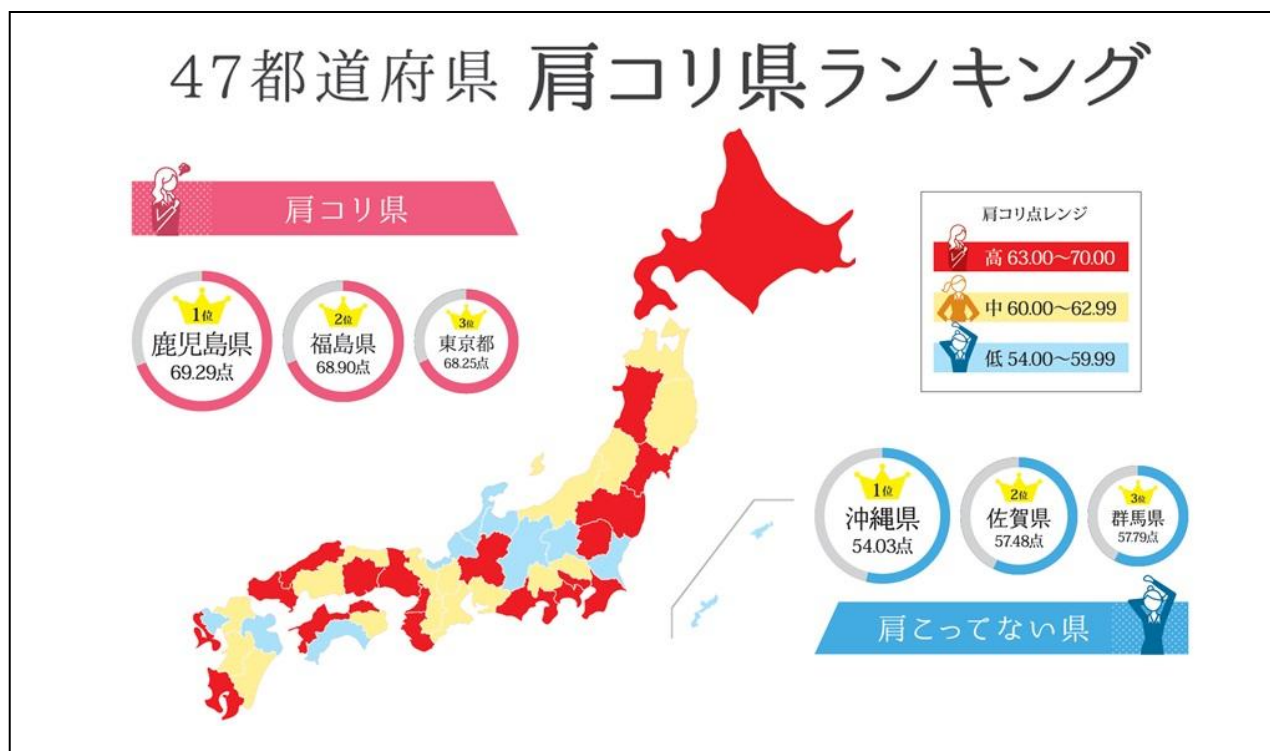 47都道府県 肩コリ県ランキング
肩コリ県
1位
鹿児島県
69.29点
2位
福島県
68.90点
3位
東京都
68.25点
肩コリ点レンジ
高 63.00～70.00
中 60.00～62.99
低 54.00～59.99
1位
沖縄県
54.03点
2位
佐賀県
57.48点
3位
群馬県
57.79点
肩こってない県